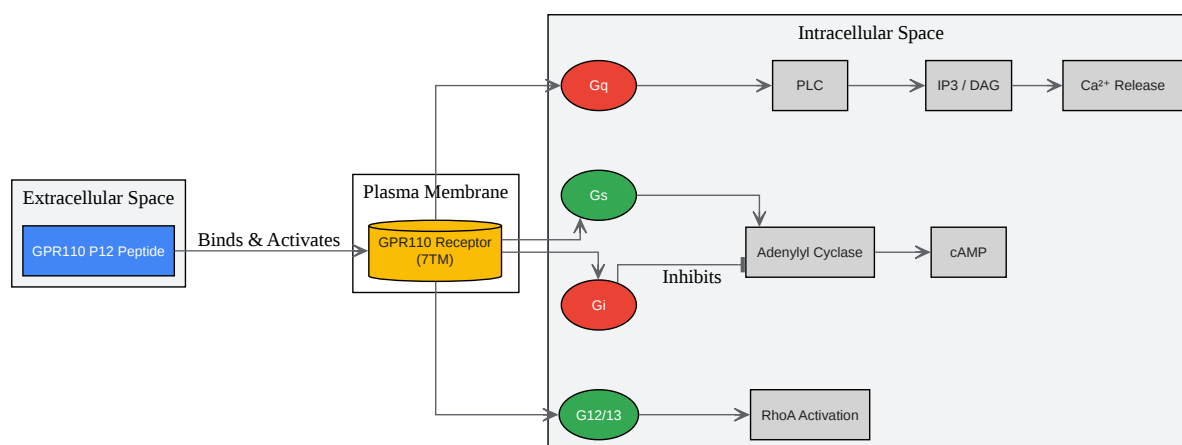 Intracellular Space
Gq
PLC
IP3 / DAG
Ca²⁺ Release
Extracellular Space
GPR110 P12 Peptide
Binds & Activates
Plasma Membrane
GPR110 Receptor
(7TM)
Gs
Adenylyl Cyclase
cAMP
Inhibits
Gi
G12/13
RhoA Activation